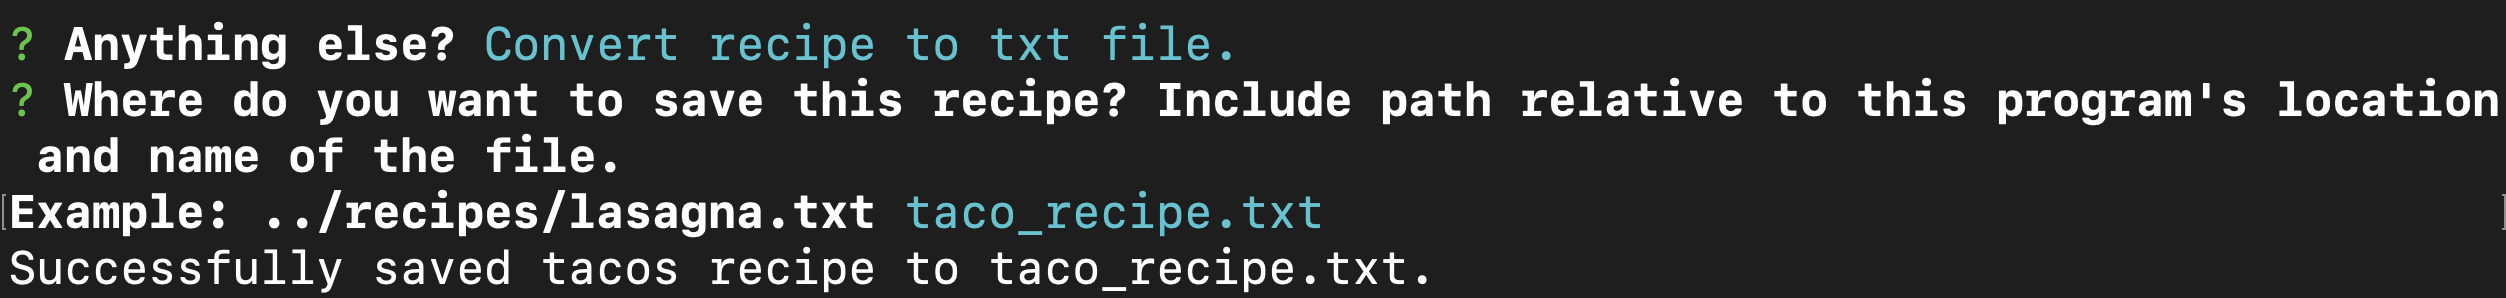 ? Anything else? Convert recipe to txt file.
? Where do you want to save this recipe? Include path relative to this program's location
and name of the file.
Example: ../recipes/lasagna.txt taco_recipe.txt
Successfully saved tacos recipe to taco_recipe.txt.